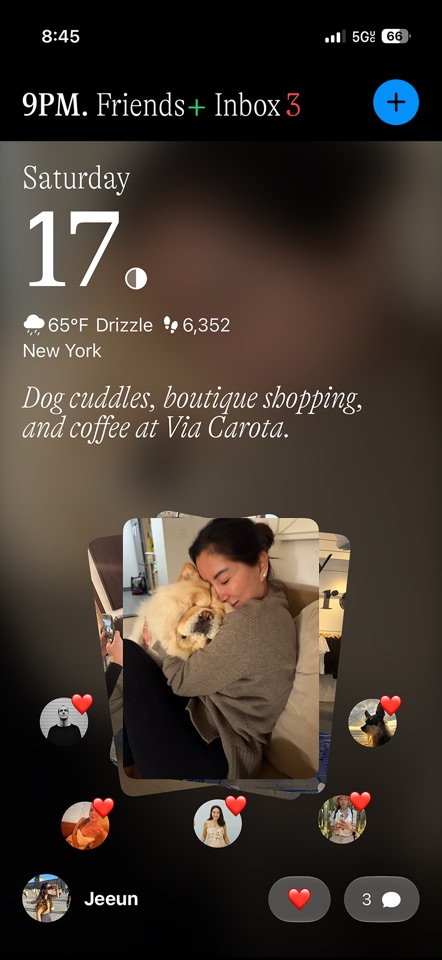 8:45
5GUC 66
9PM. Friends+ Inbox 3
Saturday
17.
65°F Drizzle 6,352
New York
Dog cuddles, boutique shopping,
and coffee at Via Carota.
Jeeun
3